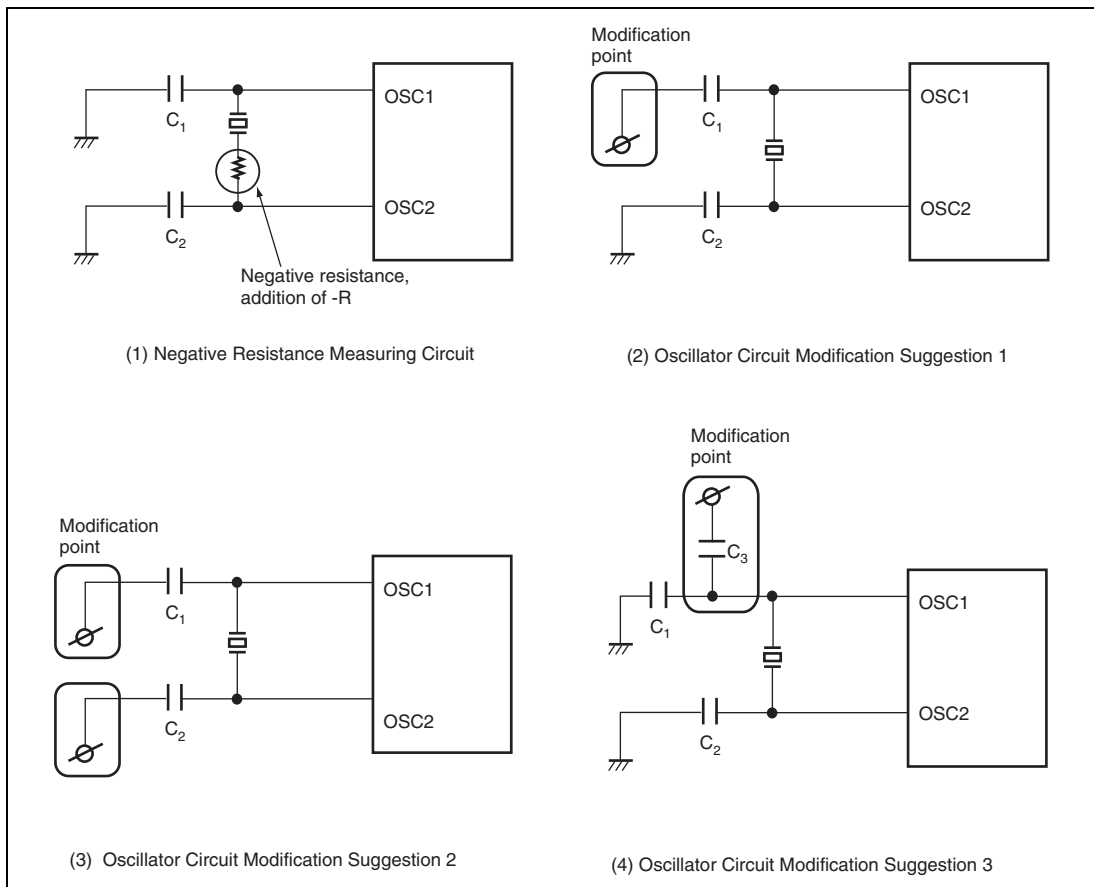 OSC1
C1
OSC2
C2
Negative resistance,
addition of -R
(1) Negative Resistance Measuring Circuit
Modification
point
OSC1
C1
OSC2
C2
(2) Oscillator Circuit Modification Suggestion 1
Modification
point
OSC1
C1
OSC2
C2
(3) Oscillator Circuit Modification Suggestion 2
Modification
point
C3
OSC1
C1
OSC2
C2
(4) Oscillator Circuit Modification Suggestion 3